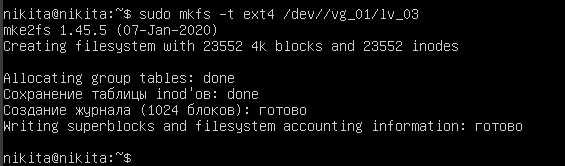 nikita@nikita:~$ sudo mkfs -t ext4 /dev//vg_01/lv_03
mke2fs 1.45.5 (07-Jan-2020)
Creating filesystem with 23552 4k blocks and 23552 inodes
Allocating group tables: done
Сохранение таблицы inod'ов: done
Создание журнала (1024 блоков): готово
Writing superblocks and filesystem accounting information: готово
nikita@nikita:~$